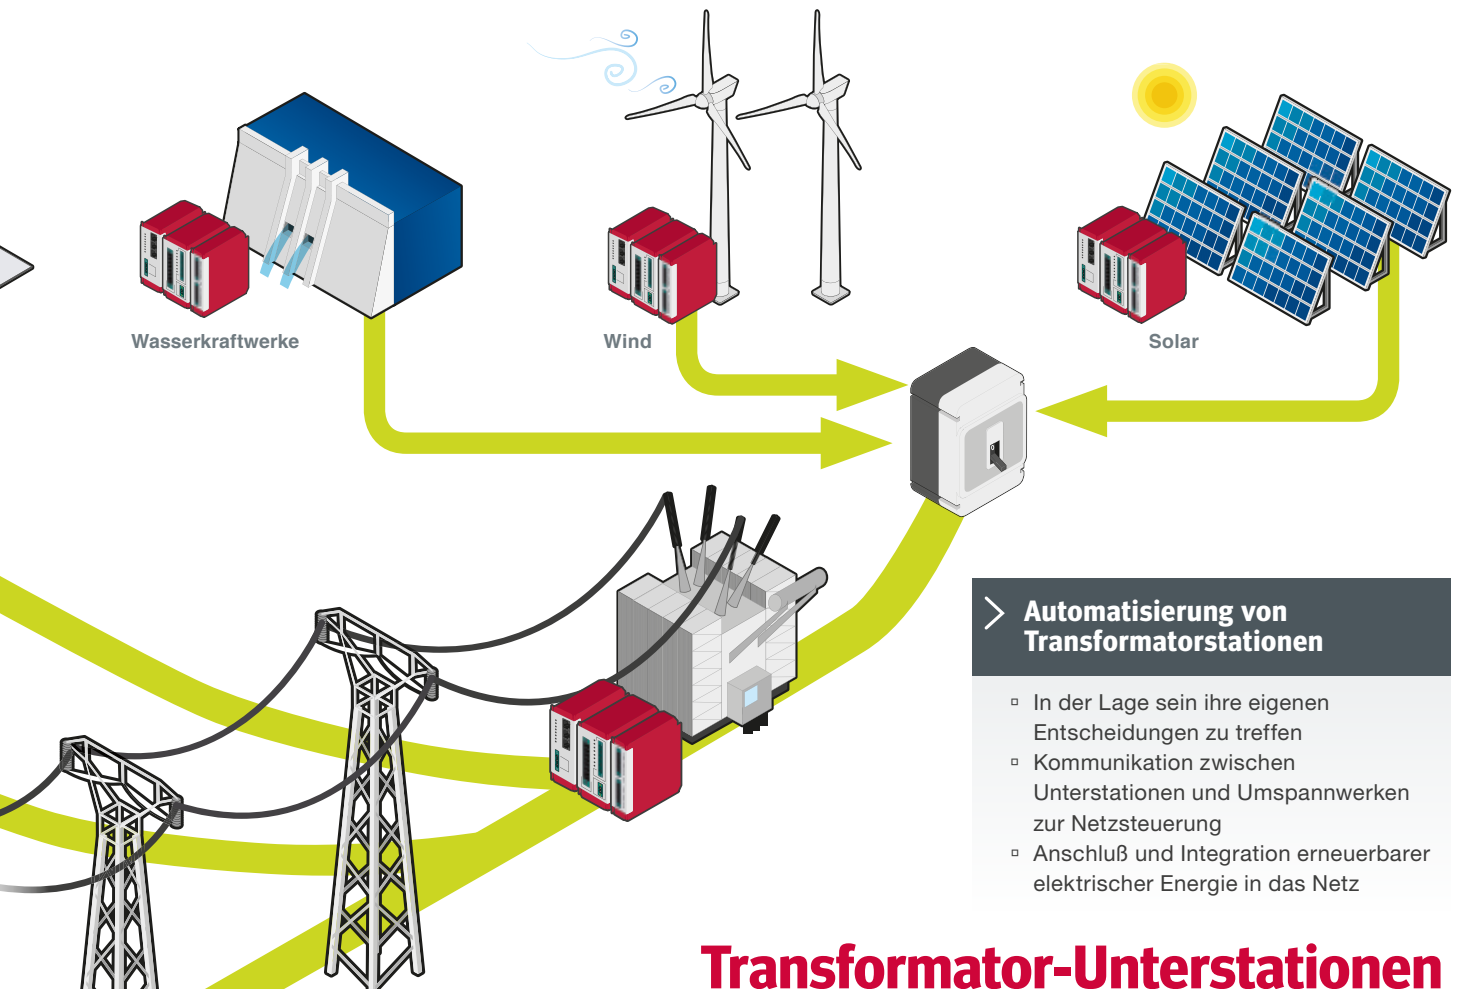 Wasserkraftwerke
Wind
Solar
Automatisierung von
Transformatorstationen
▫ In der Lage sein ihre eigenen
Entscheidungen zu treffen
▫ Kommunikation zwischen
Unterstationen und Umspannwerken
zur Netzsteuerung
▫ Anschluß und Integration erneuerbarer
elektrischer Energie in das Netz
Transformator-Unterstationen